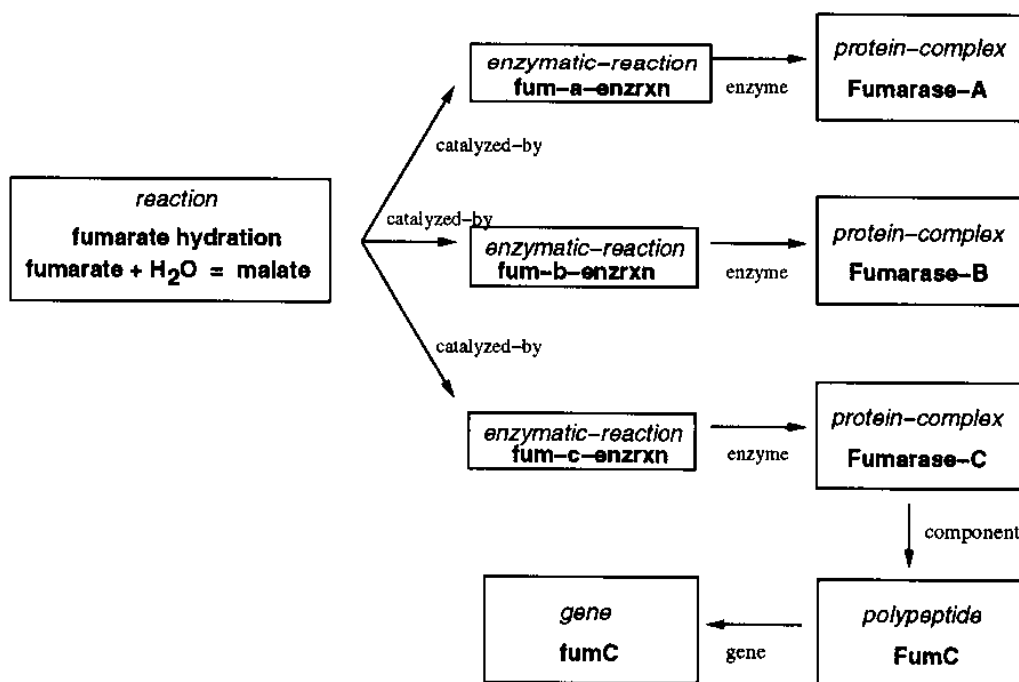 enzymatic–reaction
fum–a–enzrxn
enzyme
protein–complex
Fumarase–A
catalyzed–by
reaction
fumarate hydration
fumarate + H2O = malate
catalyzed–by
enzymatic–reaction
fum–b–enzrxn
enzyme
protein–complex
Fumarase–B
catalyzed–by
enzymatic–reaction
fum–c–enzrxn
enzyme
protein–complex
Fumarase–C
component
gene
fumC
gene
polypeptide
FumC